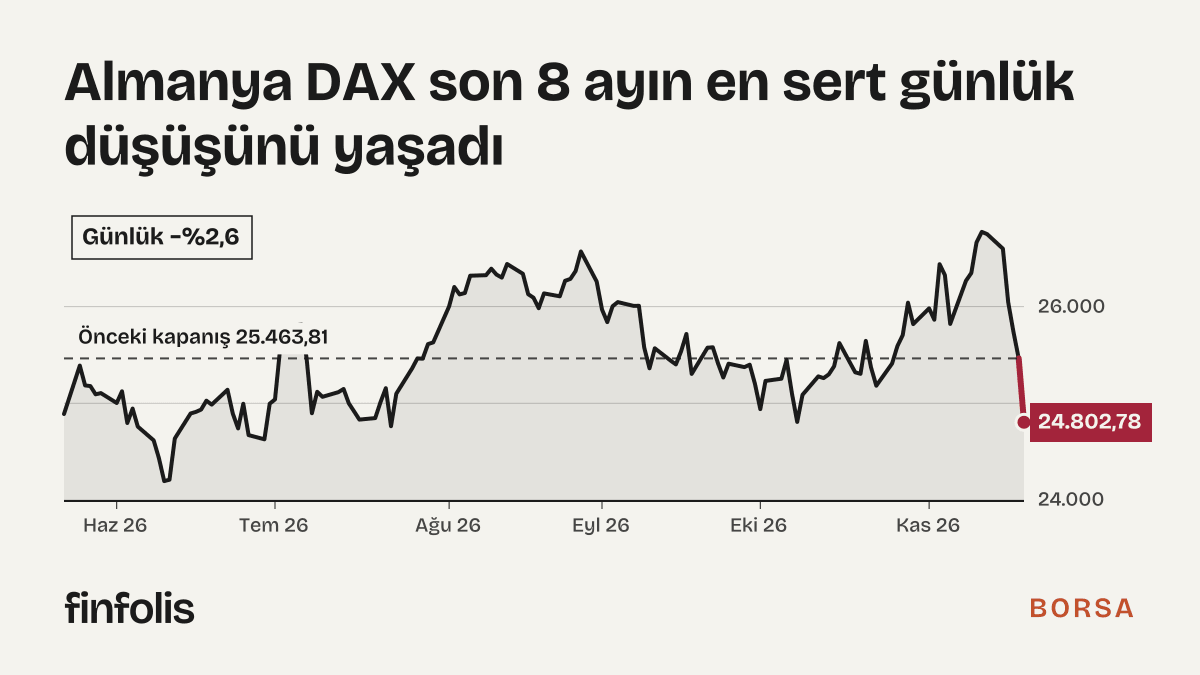 Almanya DAX son 8 ayın en sert günlük
düşüşünü yaşadı
Günlük −%2,6
26.000
Önceki kapanış 25.463,81
24.802,78
24.000
Haz 26 Tem 26 Ağu 26 Eyl 26 Eki 26 Kas 26
finfolis
BORSA